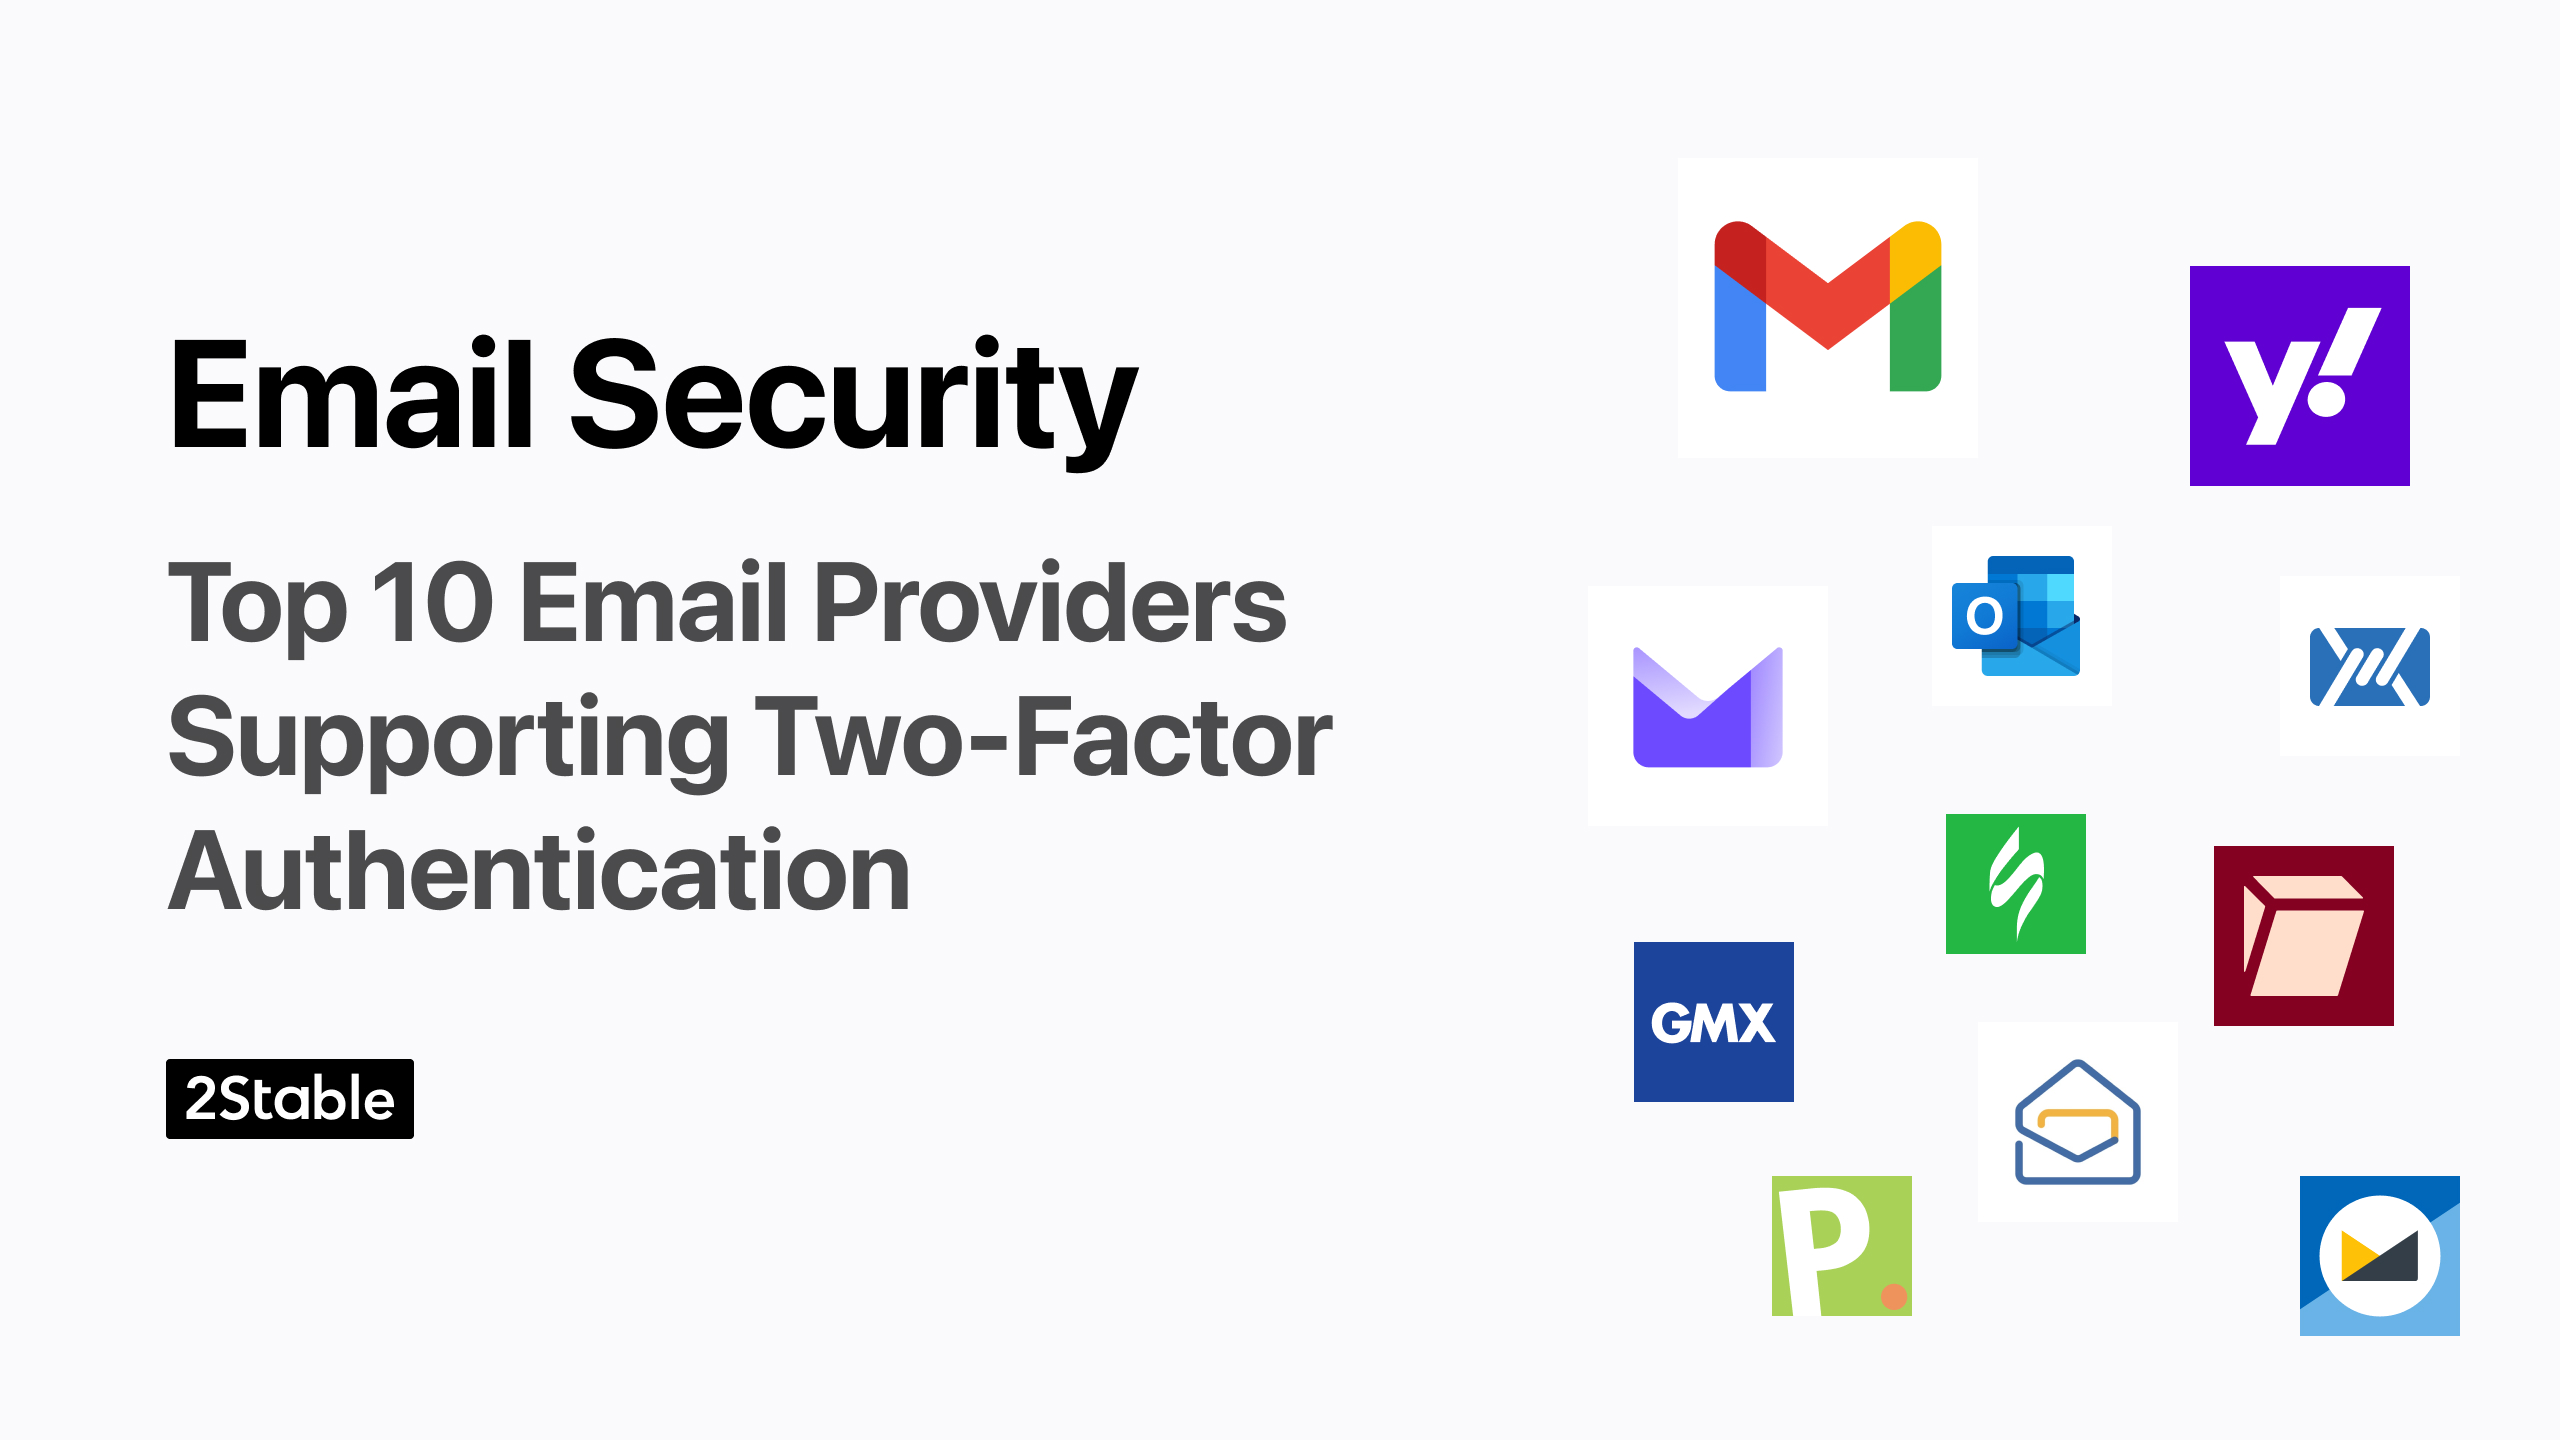 Email Security
Top 10 Email Providers
Supporting Two-Factor
Authentication
2Stable
y!
O
GMX
P.